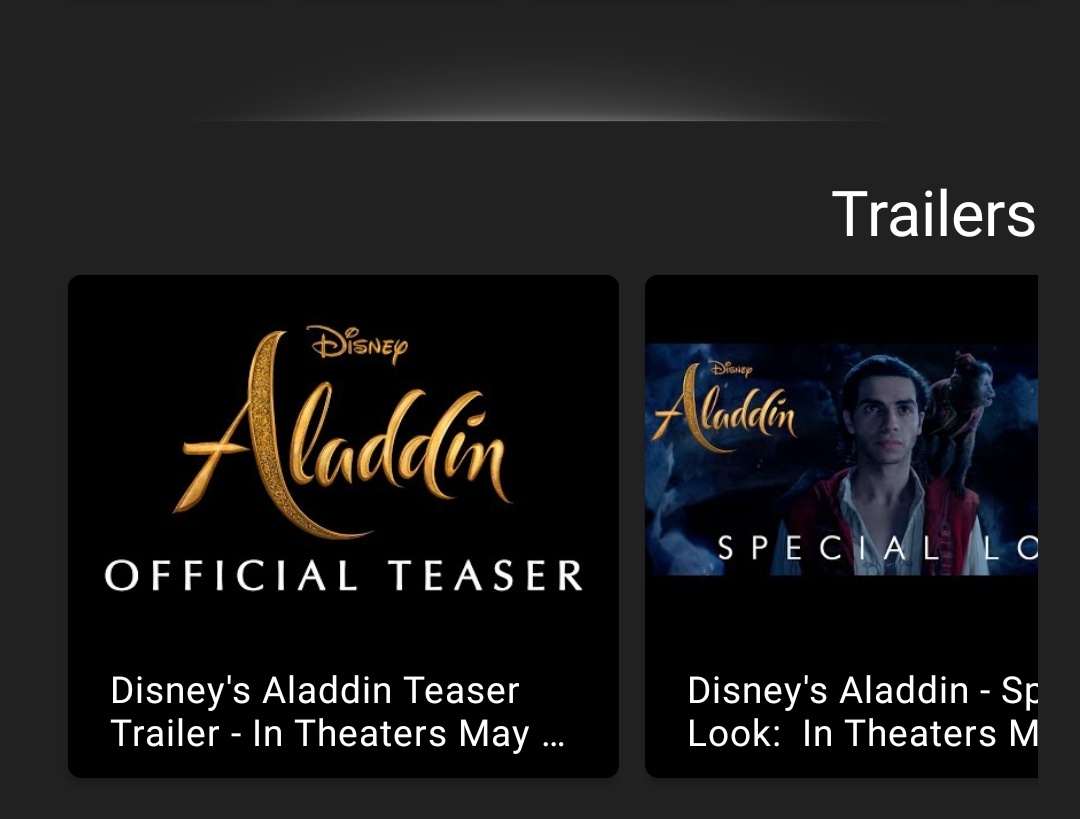 Trailers
Disney
Aladdin
OFFICIAL TEASER
Disney's Aladdin Teaser
Trailer - In Theaters May ...
Disney
Aladdin
SPECIAL LO
Disney's Aladdin - Sp
Look:  In Theaters M